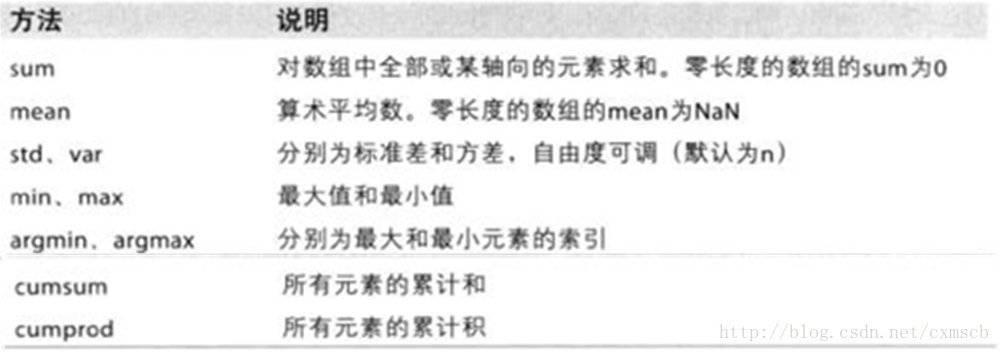 方法 说明
sum 对数组中全部或某轴向的元素求和。零长度的数组的sum为0
mean 算术平均数。零长度的数组的mean为NaN
std、var 分别为标准差和方差，自由度可调（默认为n）
min、max 最大值和最小值
argmin、argmax 分别为最大和最小元素的索引
cumsum 所有元素的累计和
cumprod 所有元素的累计积
http://blog.csdn.net/cxmscb